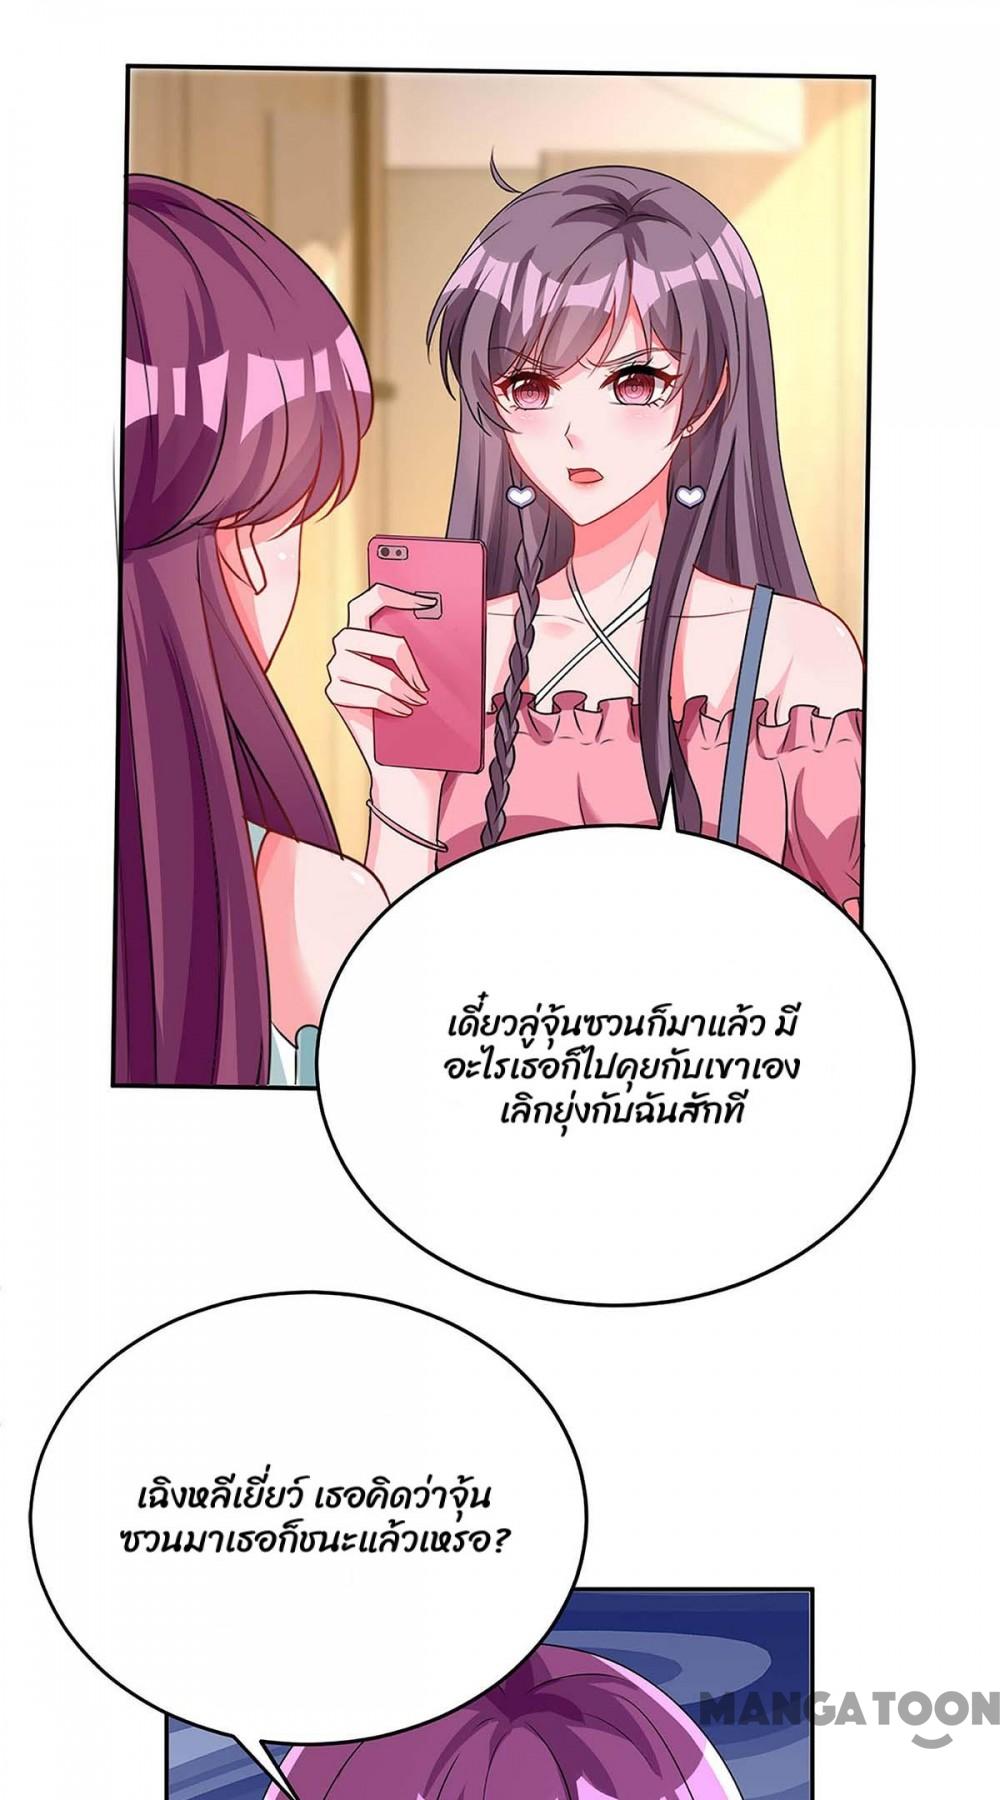 เดี๋ยวลู่จุ้นซวนก็มาแล้ว มี
อะไรเธอก็ไปคุยกับเขาเอง
เลิกยุ่งกับฉันสักที
เฉิงหลีเยี่ยว์ เธอคิดว่าจุ้น
ซวนมาเธอก็ชนะแล้วเหรอ?
MANGATOON